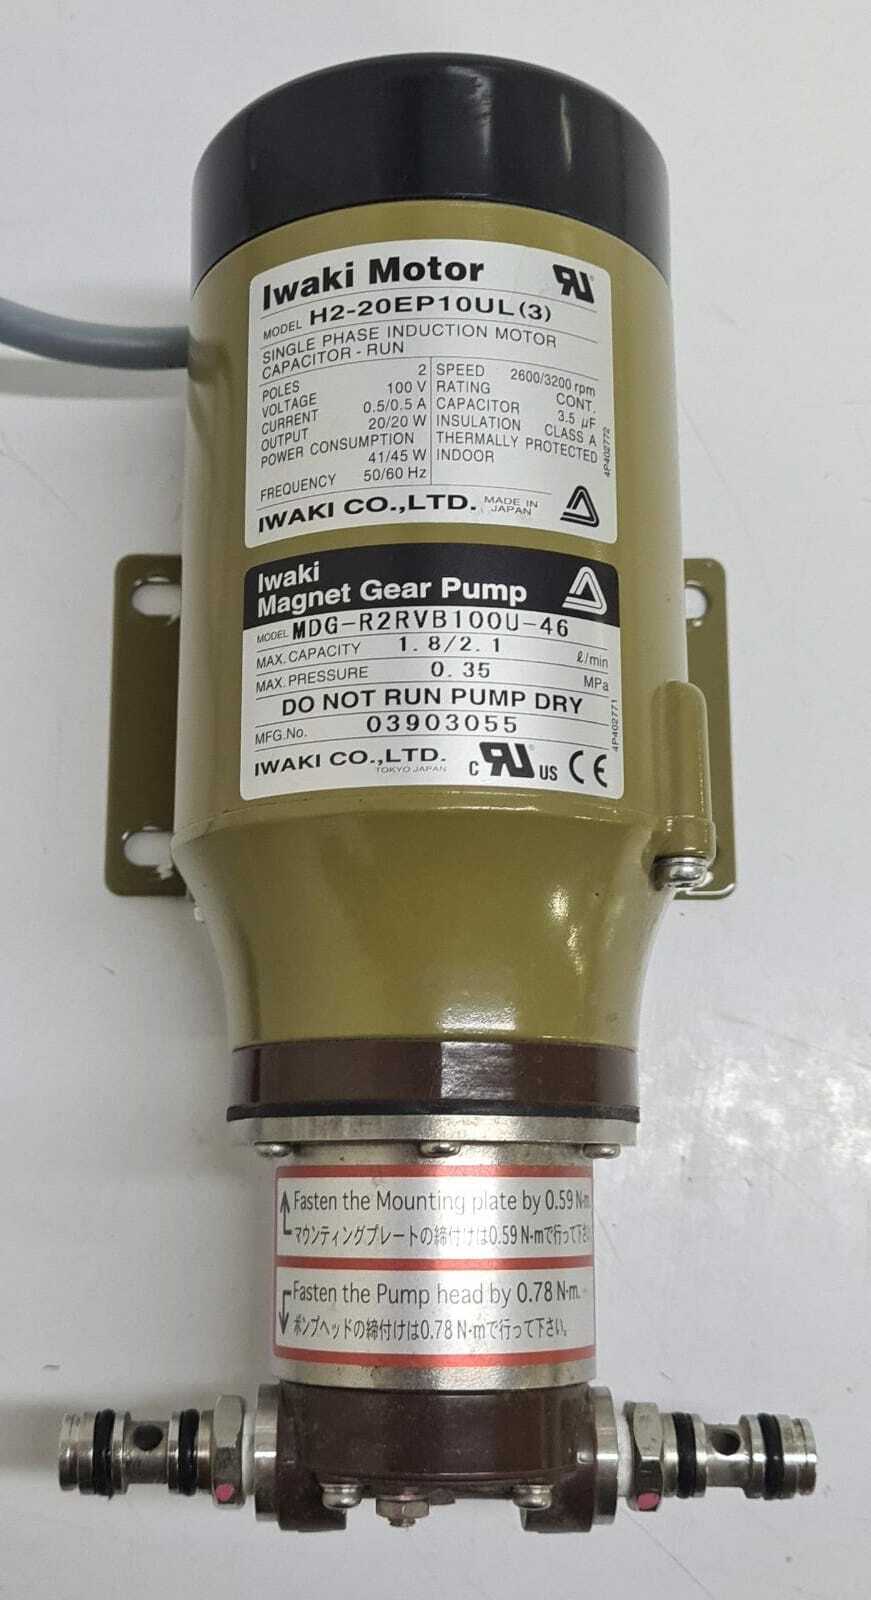 Iwaki Motor
MODEL H2-20EP10UL(3)
SINGLE PHASE INDUCTION MOTOR
CAPACITOR - RUN
POLES 2
VOLTAGE 100 V
CURRENT 0.5/0.5 A
OUTPUT 20/20 W
POWER CONSUMPTION
41/45 W
FREQUENCY 50/60 Hz
SPEED 2600/3200 rpm
RATING CONT.
CAPACITOR 3.5 µF
INSULATION CLASS A
THERMALLY PROTECTED
INDOOR
4P402772
IWAKI CO.,LTD. MADE IN JAPAN
Iwaki
Magnet Gear Pump
MODEL MDG-R2RVB100U-46
MAX. CAPACITY 1.8/2.1 ℓ/min
MAX. PRESSURE 0.35 MPa
DO NOT RUN PUMP DRY
MFG.No. 03903055
4P402771
IWAKI CO.,LTD.
TOKYO JAPAN
C RU US CE
Fasten the Mounting plate by 0.59 N·m.
マウンティングプレートの締付けは0.59 N·mで行って下さい
Fasten the Pump head by 0.78 N·m.
ポンプヘッドの締付けは0.78 N·mで行って下さい。